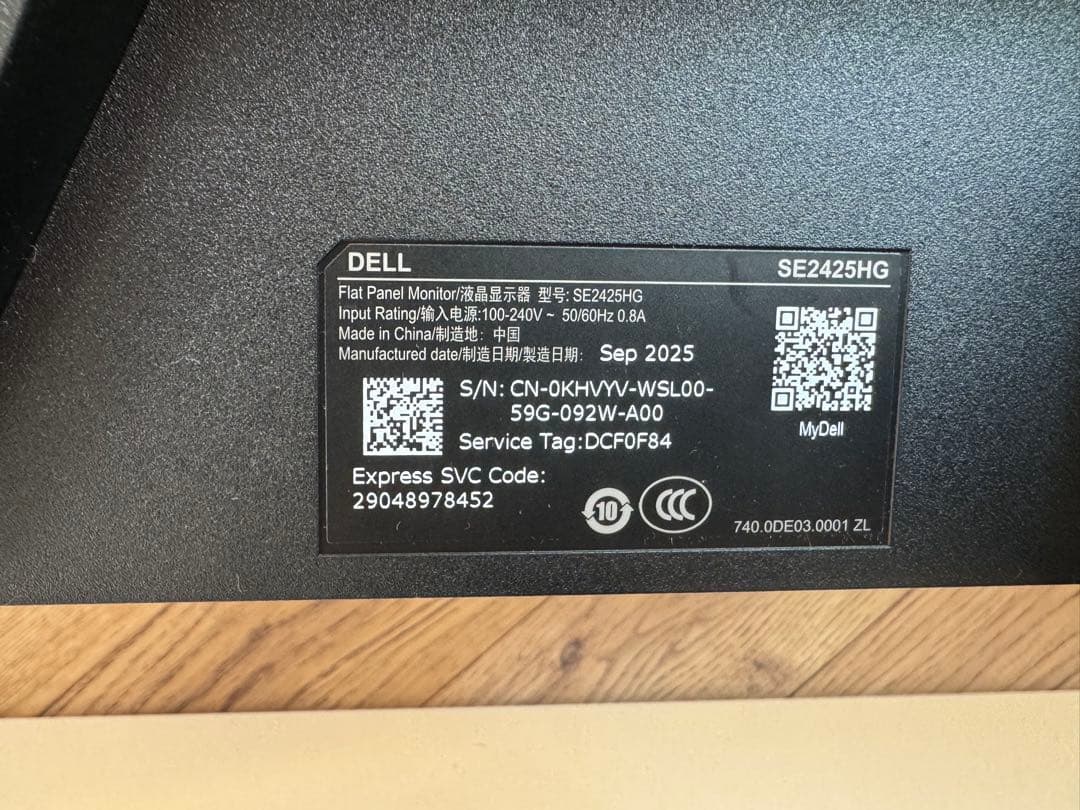 DELL
SE2425HG
Flat Panel Monitor/液晶显示器 型号: SE2425HG
Input Rating/输入电源:100-240V ~ 50/60Hz 0.8A
Made in China/制造地: 中国
Manufactured date/制造日期/製造日期: Sep 2025
S/N: CN-0KHVYV-WSL00-
59G-092W-A00
Service Tag:DCF0F84
MyDell
Express SVC Code:
29048978452
10
CCC
740.0DE03.0001 ZL